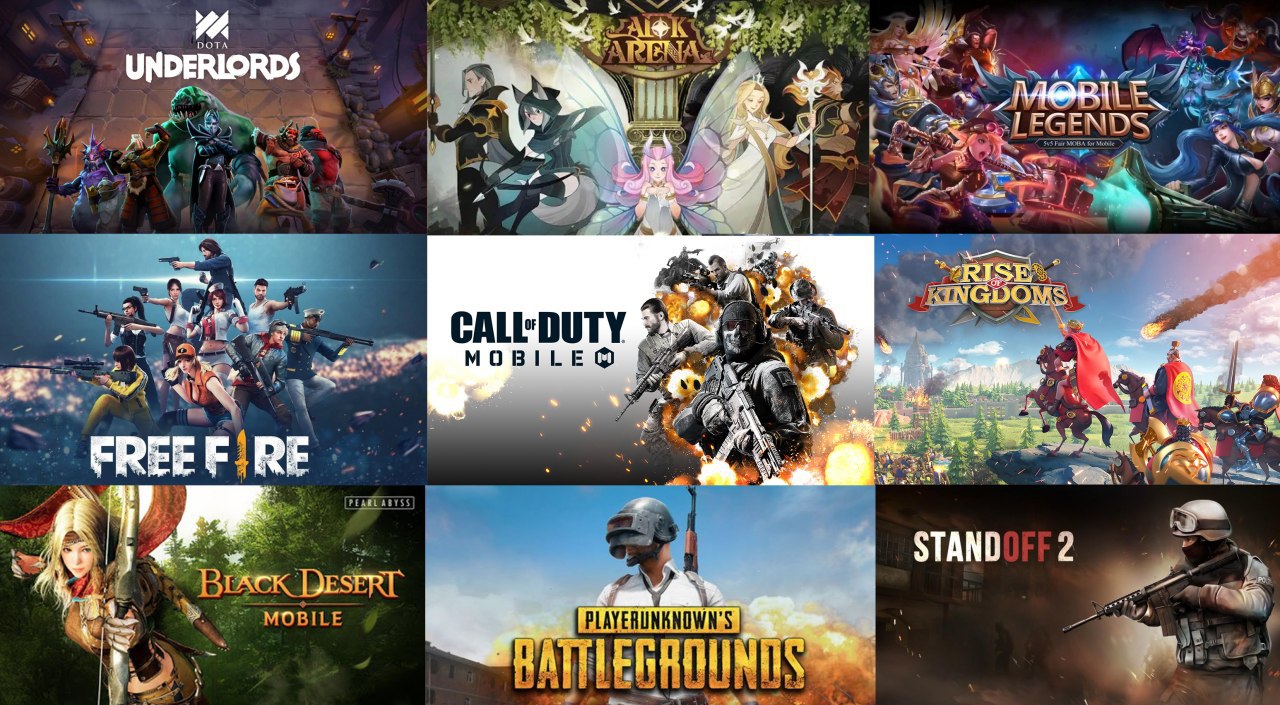 DOTA
UNDERLORDS
AFK
ARENA
MOBILE
LEGENDS
5v5 Fair MOBA for Mobile
FREE FIRE
CALL OF DUTY
MOBILE
RISE
OF
KINGDOMS
PEARL ABYSS
BLACK DESERT
MOBILE
PLAYERUNKNOWN'S
BATTLEGROUNDS
STANDOFF 2